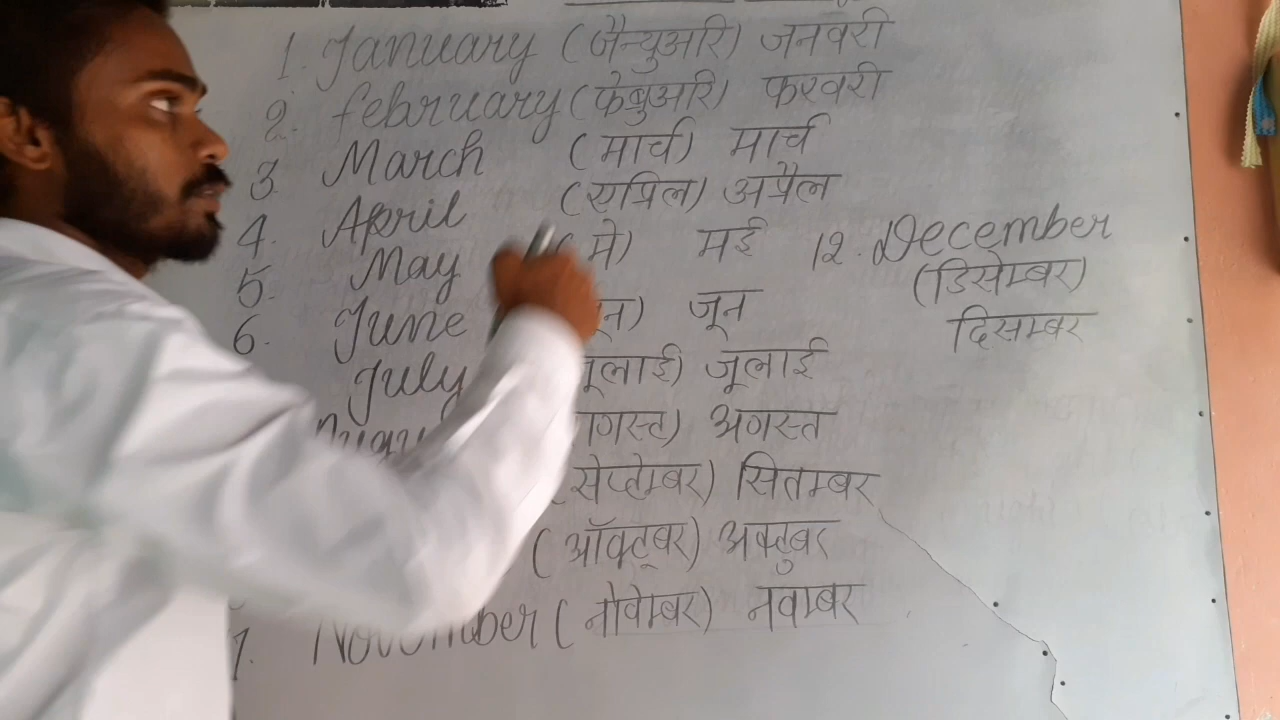 1. January (जैन्युअरि) जनवरी
2. february (फेब्रुअरि) फरवरी
3. March (मार्च) मार्च
4. April (एप्रिल) अप्रैल
5. May (मे) मई
6. June जून
July जूलाई) जूलाई
गस्ट) अगस्त
(सेप्टेम्बर) सितम्बर
(ऑक्टूबर) अक्टुबर
November (नोवेम्बर) नवम्बर
12. December
(डिसेम्बर)
दिसम्बर